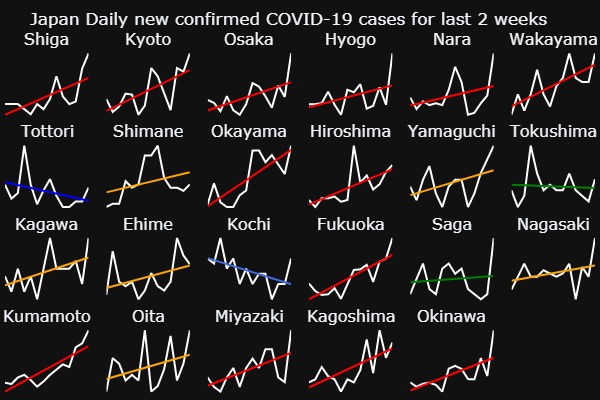 Japan Daily new confirmed COVID-19 cases for last 2 weeks
Shiga Kyoto Osaka Hyogo Nara Wakayama
Tottori Shimane Okayama Hiroshima Yamaguchi Tokushima
Kagawa Ehime Kochi Fukuoka Saga Nagasaki
Kumamoto Oita Miyazaki Kagoshima Okinawa